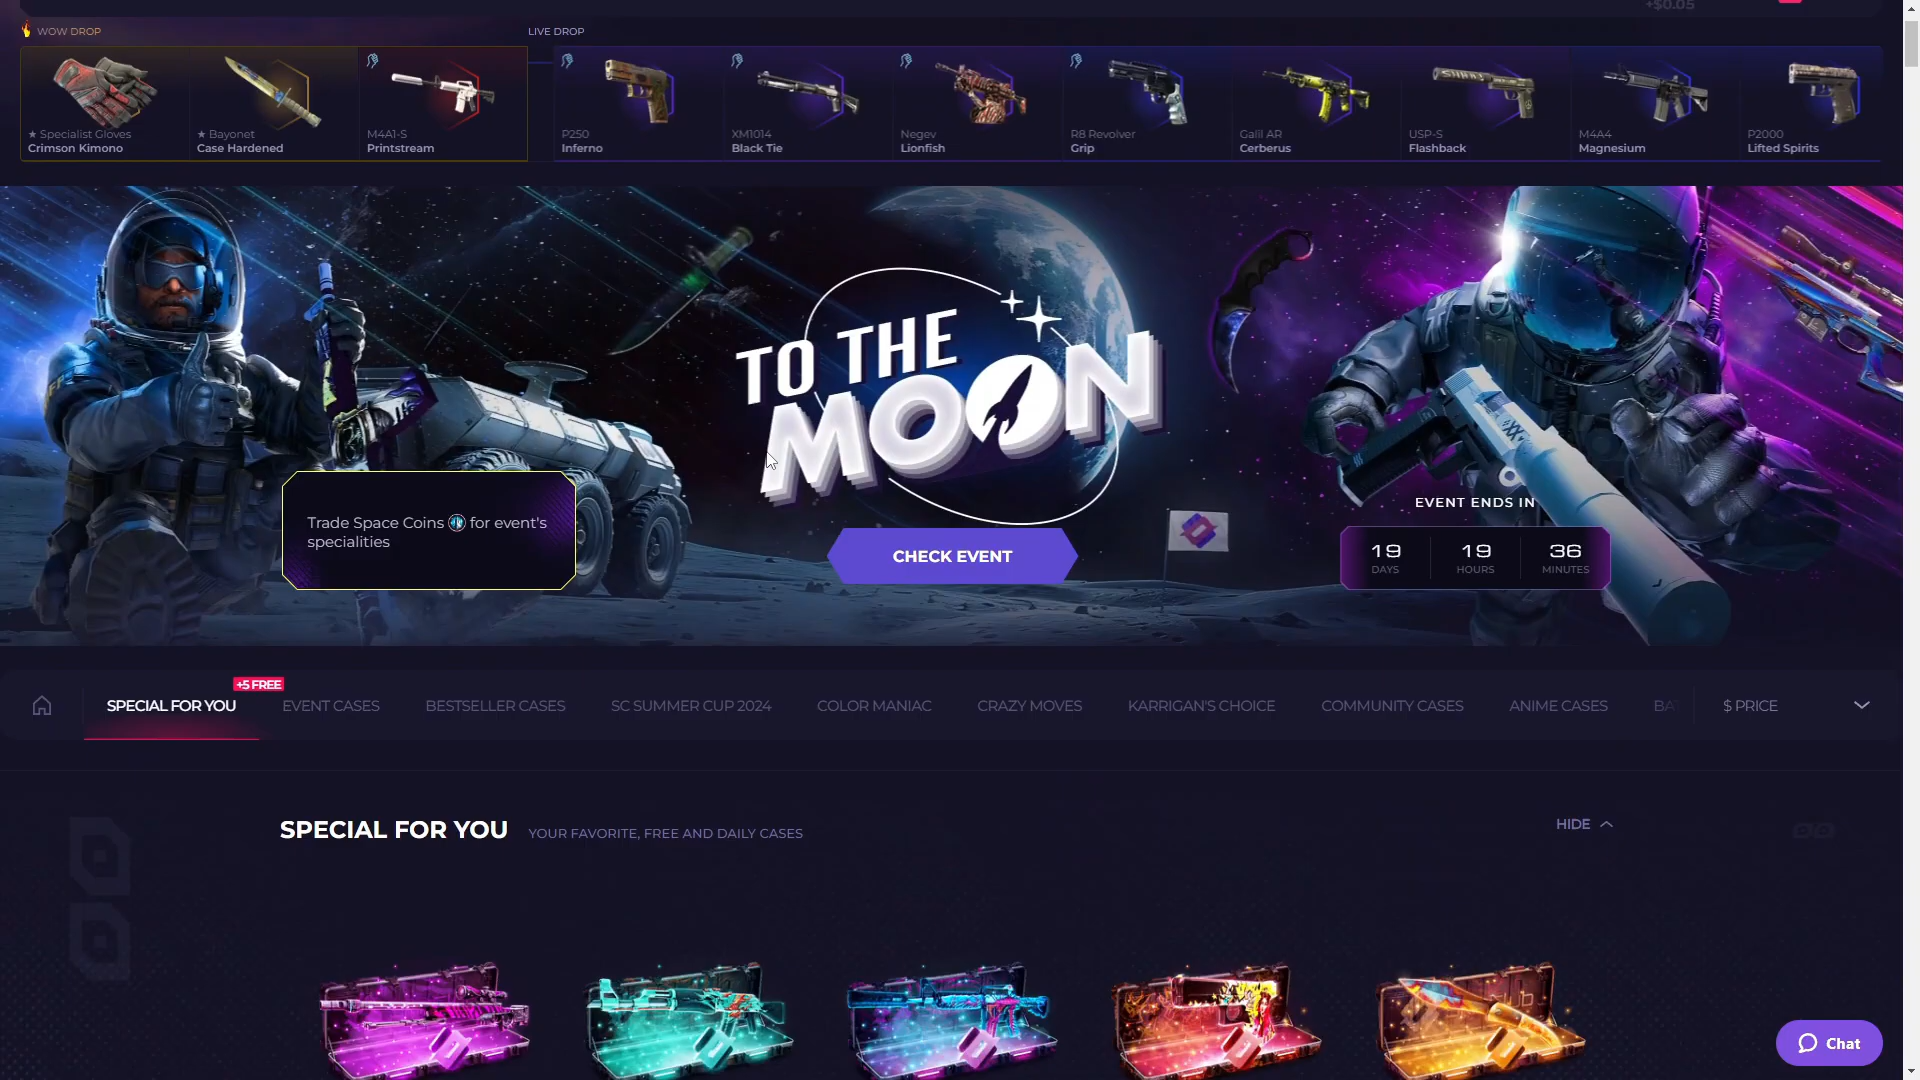 +$0.05
WOW DROP
LIVE DROP
★ Specialist Gloves
Crimson Kimono
★ Bayonet
Case Hardened
M4A1-S
Printstream
P250
Inferno
XM1014
Black Tie
Negev
Lionfish
R8 Revolver
Grip
Galil AR
Cerberus
USP-S
Flashback
M4A4
Magnesium
P2000
Lifted Spirits
TO THE
MOON
Trade Space Coins for event's
specialities
CHECK EVENT
EVENT ENDS IN
19
DAYS
19
HOURS
36
MINUTES
+5 FREE
SPECIAL FOR YOU
EVENT CASES
BESTSELLER CASES
SC SUMMER CUP 2024
COLOR MANIAC
CRAZY MOVES
KARRIGAN'S CHOICE
COMMUNITY CASES
ANIME CASES
BA
$ PRICE
SPECIAL FOR YOU
YOUR FAVORITE, FREE AND DAILY CASES
HIDE
Chat